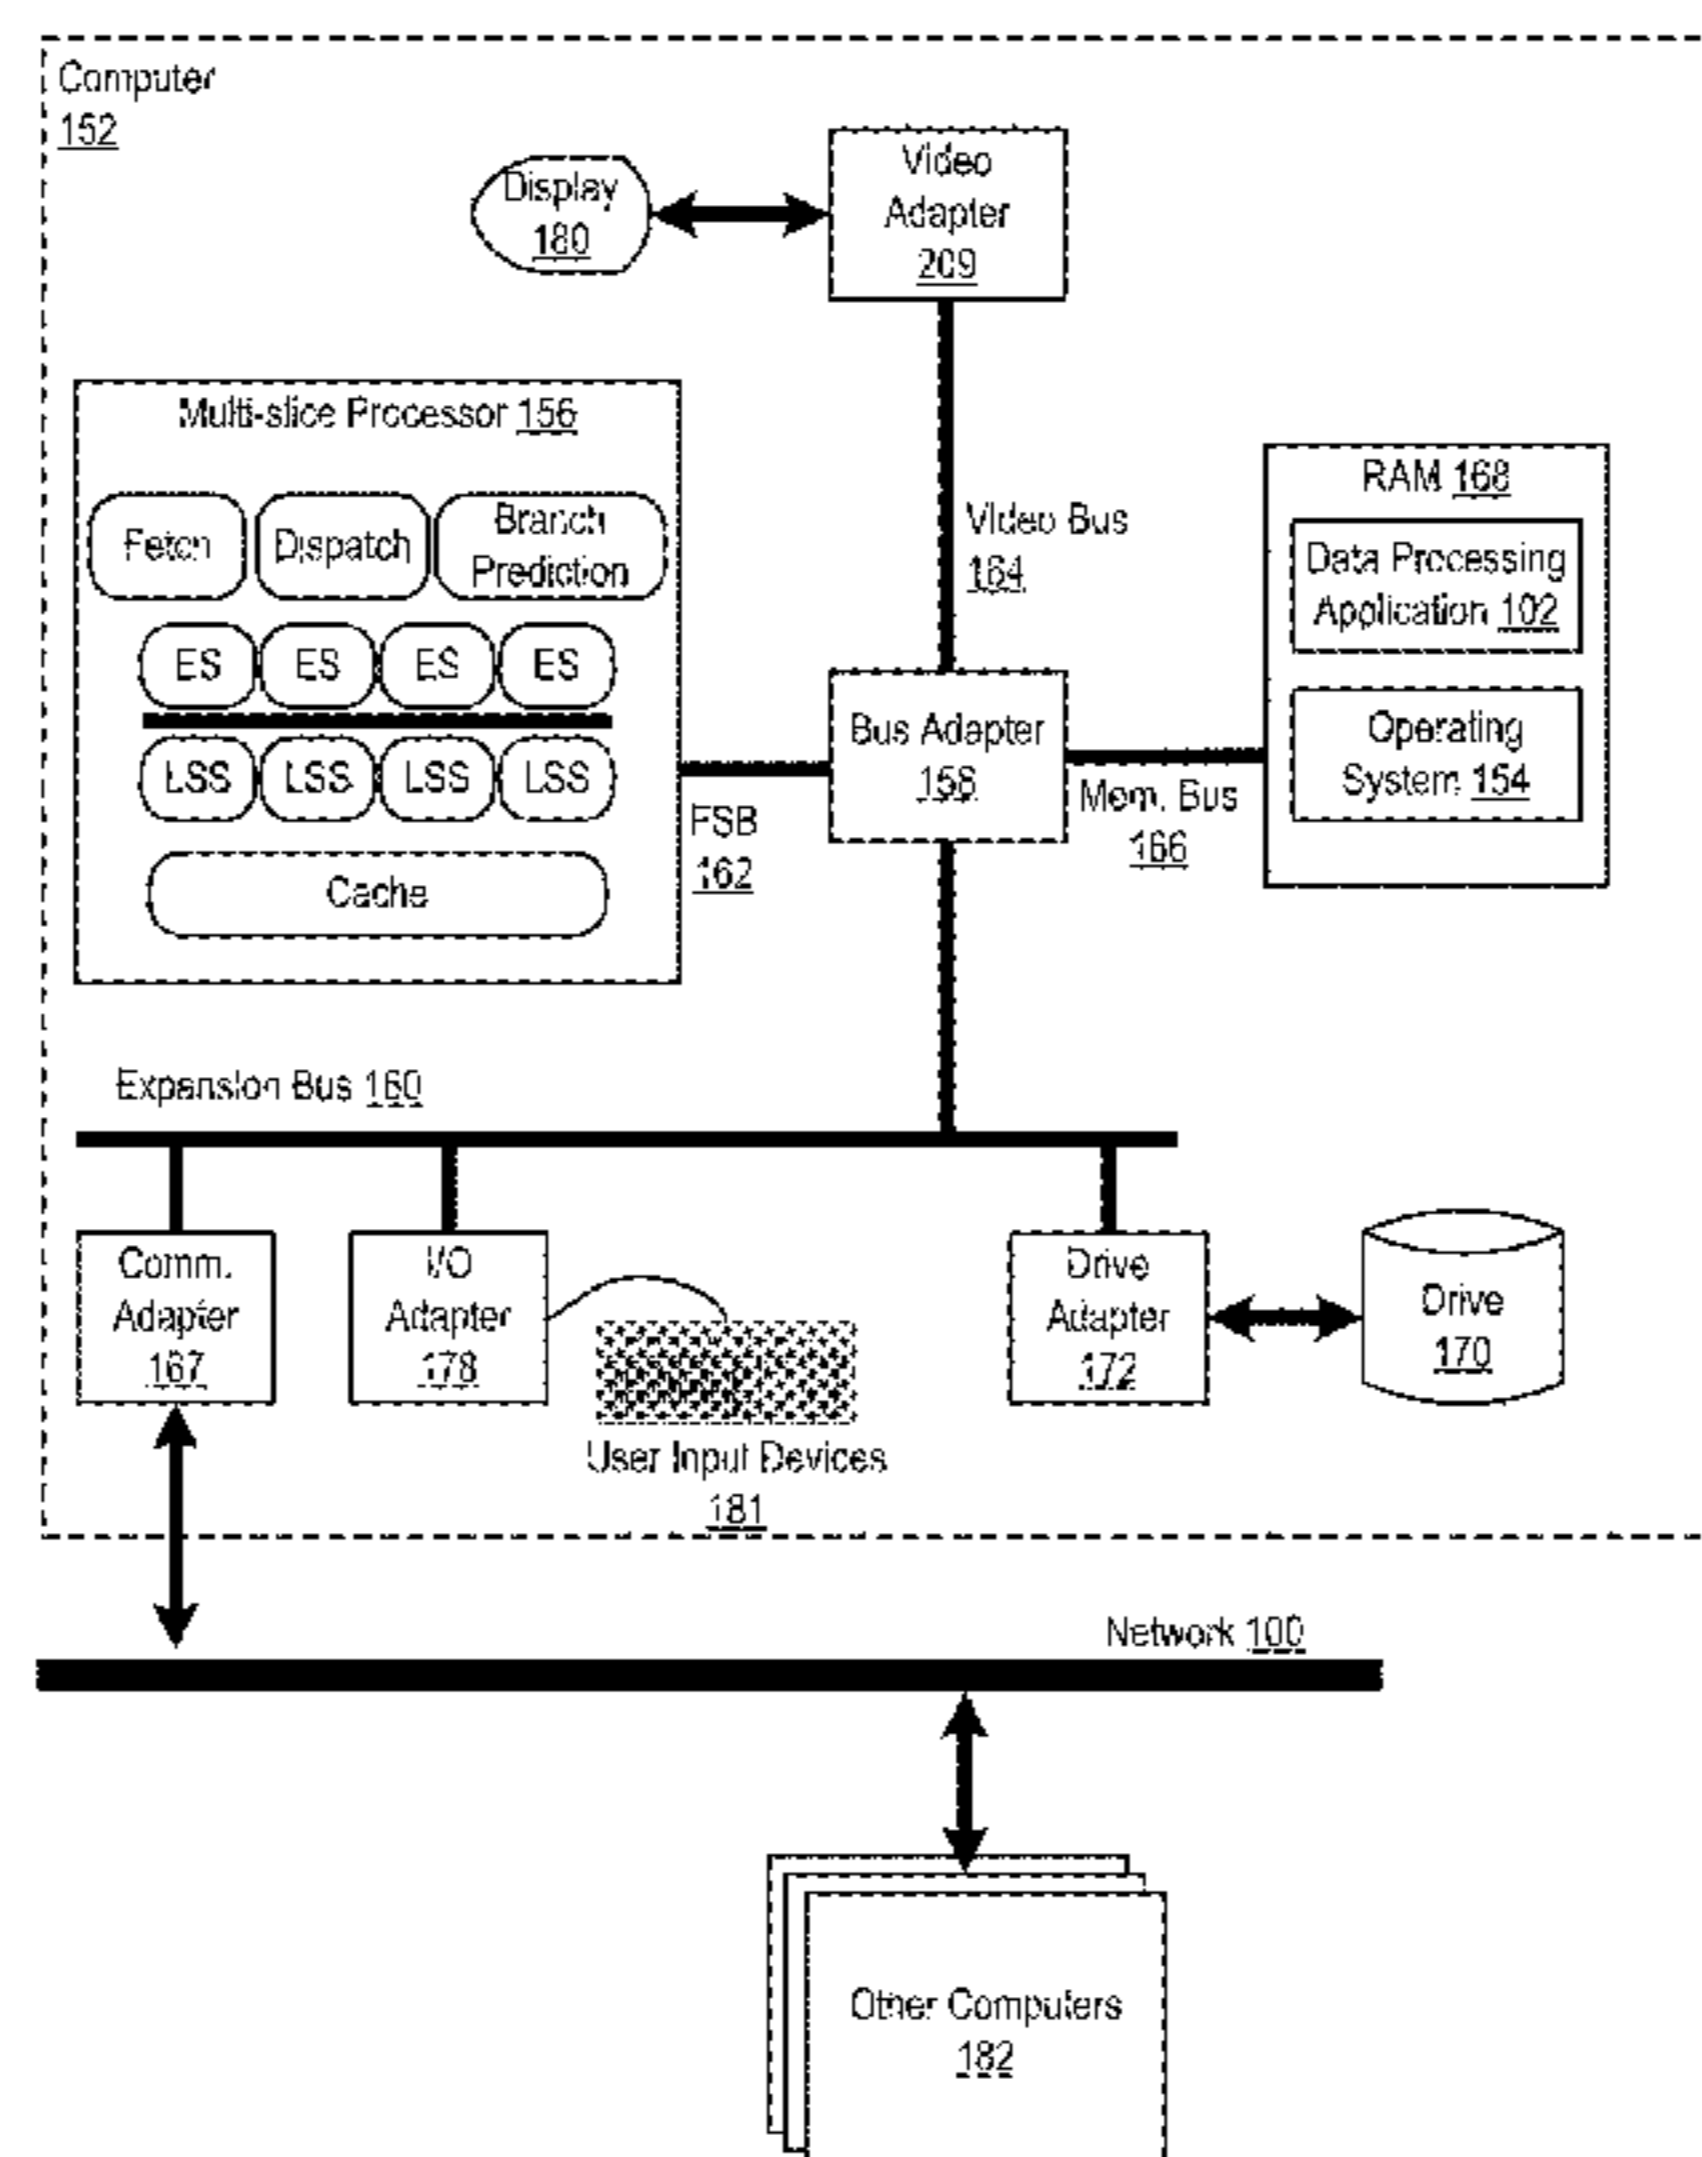 Computer
152
Display
180
Video
Adapter
209
Multi-slice Processor 156
Fetch
Dispatch
Branch
Prediction
ES ES ES ES
LSS LSS LSS LSS
Cache
FSB
162
Video Bus
164
Bus Adapter
158
Mem. Bus
166
RAM 168
Data Processing
Application 102
Operating
System 154
Expansion Bus 160
Comm.
Adapter
167
I/O
Adapter
178
User Input Devices
181
Drive
Adapter
172
Drive
170
Network 100
Other Computers
182